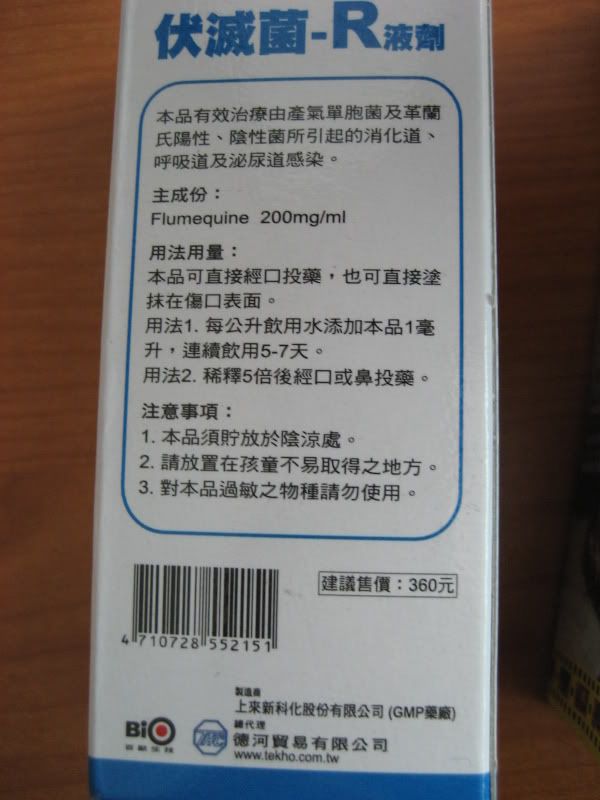 伏滅菌-R液劑
本品有效治療由產氣單胞菌及革蘭
氏陽性、陰性菌所引起的消化道、
呼吸道及泌尿道感染。
主成份：
Flumequine 200mg/ml
用法用量：
本品可直接經口投藥，也可直接塗
抹在傷口表面。
用法1. 每公升飲用水添加本品1毫
升，連續飲用5-7天。
用法2. 稀釋5倍後經口或鼻投藥。
注意事項：
1. 本品須貯放於陰涼處。
2. 請放置在孩童不易取得之地方。
3. 對本品過敏之物種請勿使用。
建議售價：360元
4 710728 552151
製造商
上來新科化股份有限公司 (GMP藥廠)
總代理
BiO
德河貿易有限公司
www.tekho.com.tw